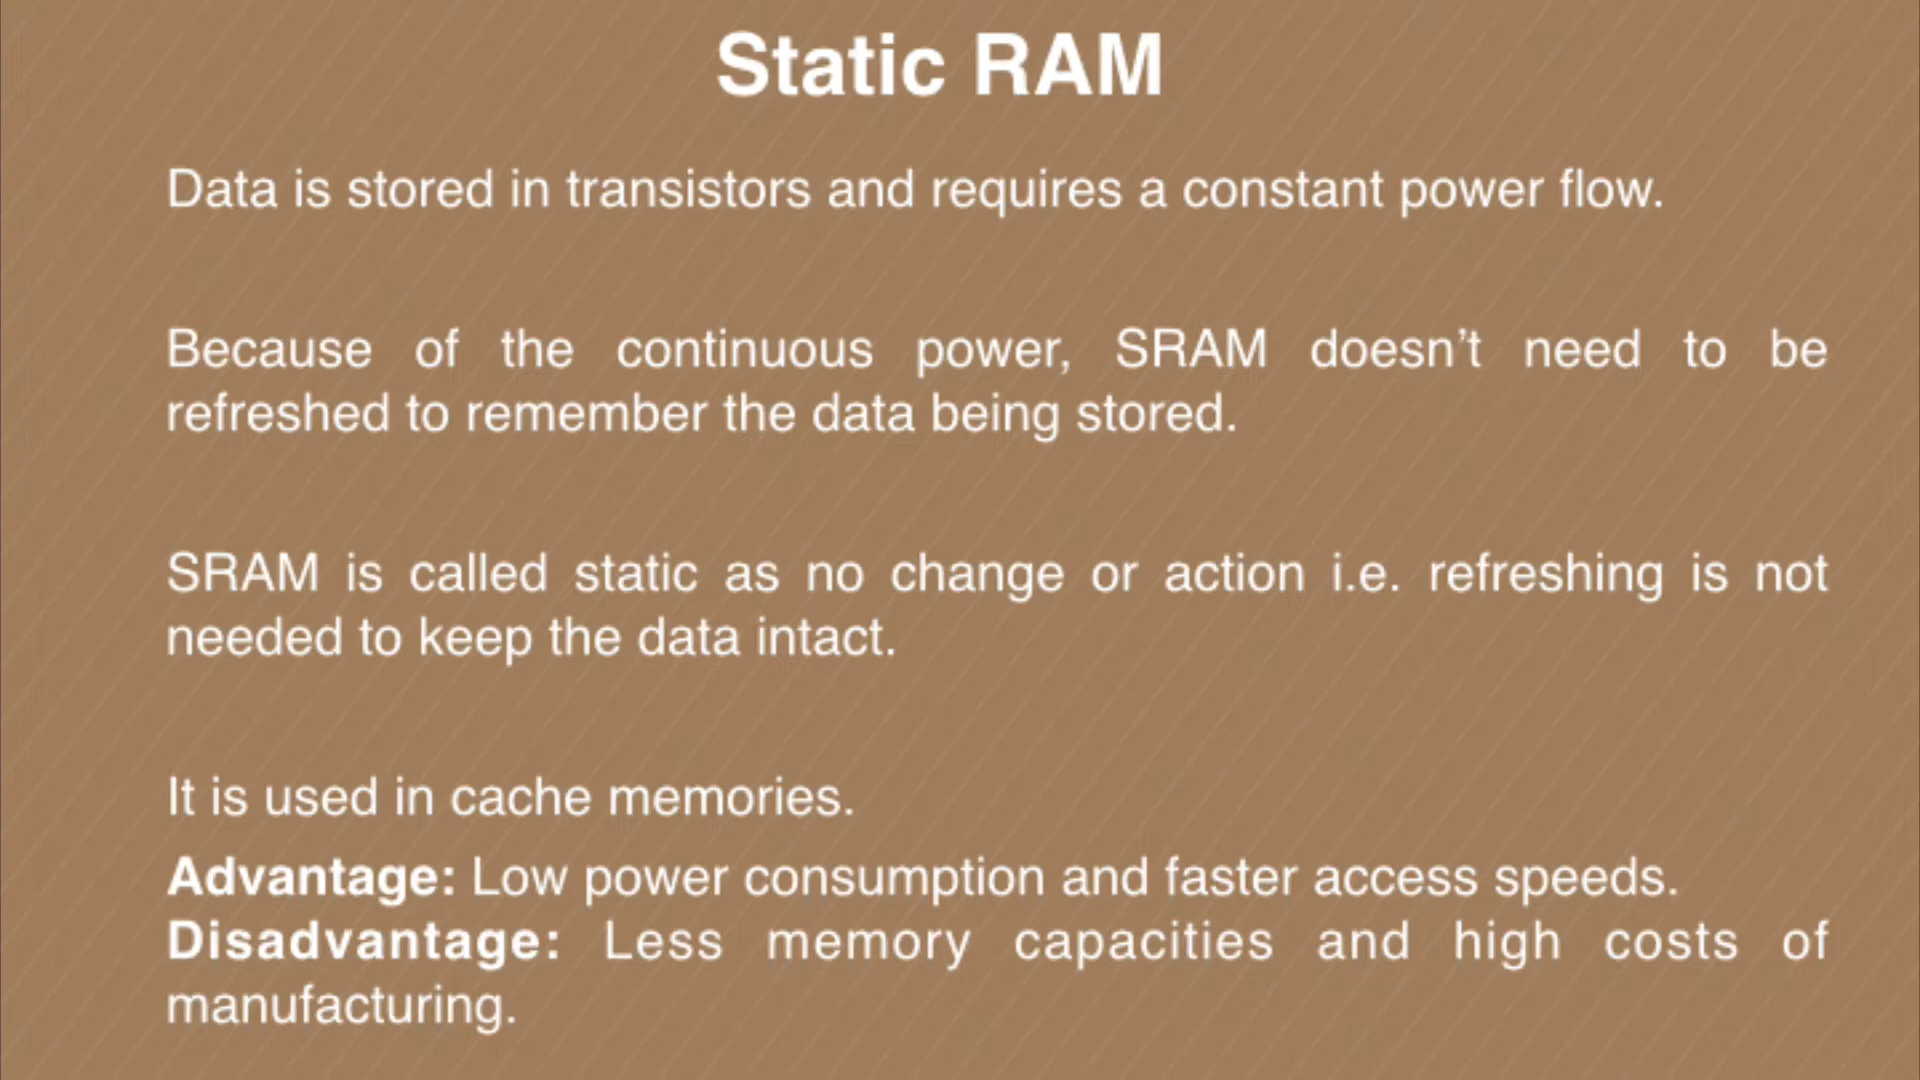 Static RAM
Data is stored in transistors and requires a constant power flow.
Because of the continuous power, SRAM doesn’t need to be
refreshed to remember the data being stored.
SRAM is called static as no change or action i.e. refreshing is not
needed to keep the data intact.
It is used in cache memories.
Advantage: Low power consumption and faster access speeds.
Disadvantage: Less memory capacities and high costs of
manufacturing.